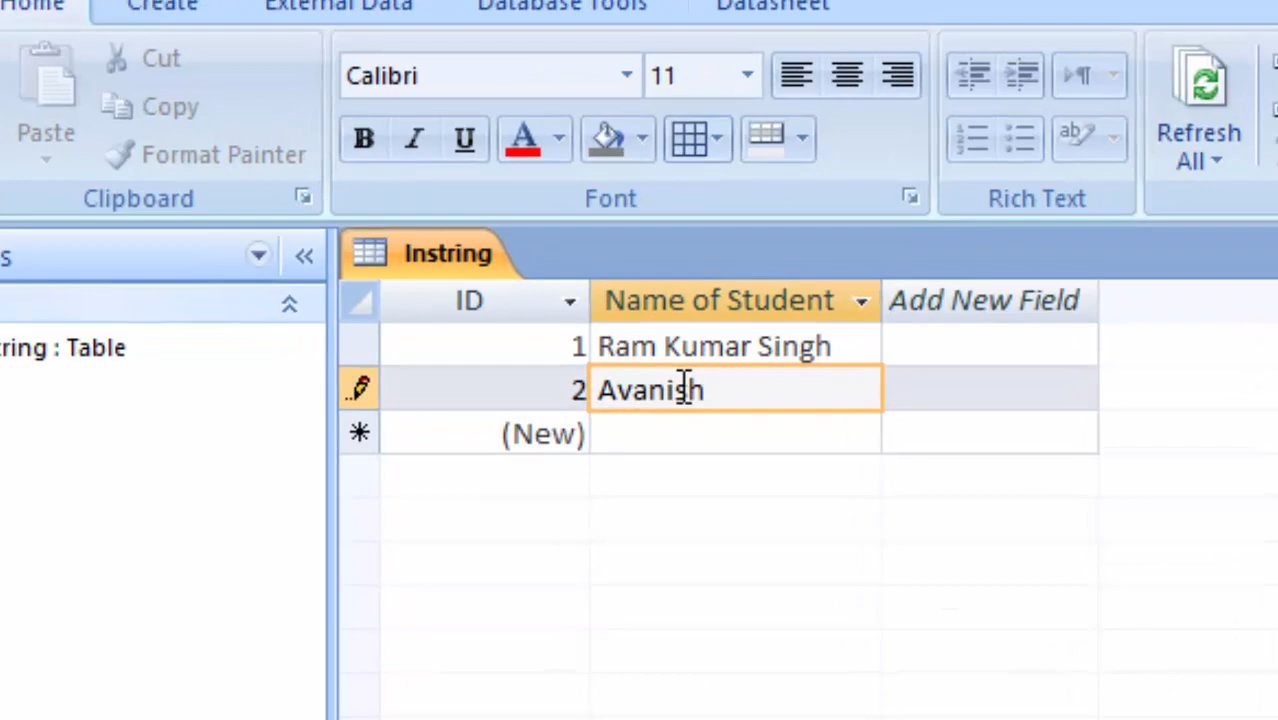 Home Create External Data Database Tools Datasheet
Cut
Copy
Paste
Format Painter
Clipboard
Calibri 11
B I U A
Font
ab
Rich Text
Refresh
All
s
Instring
ID Name of Student Add New Field
tring : Table
1 Ram Kumar Singh
2 Avanish
(New)